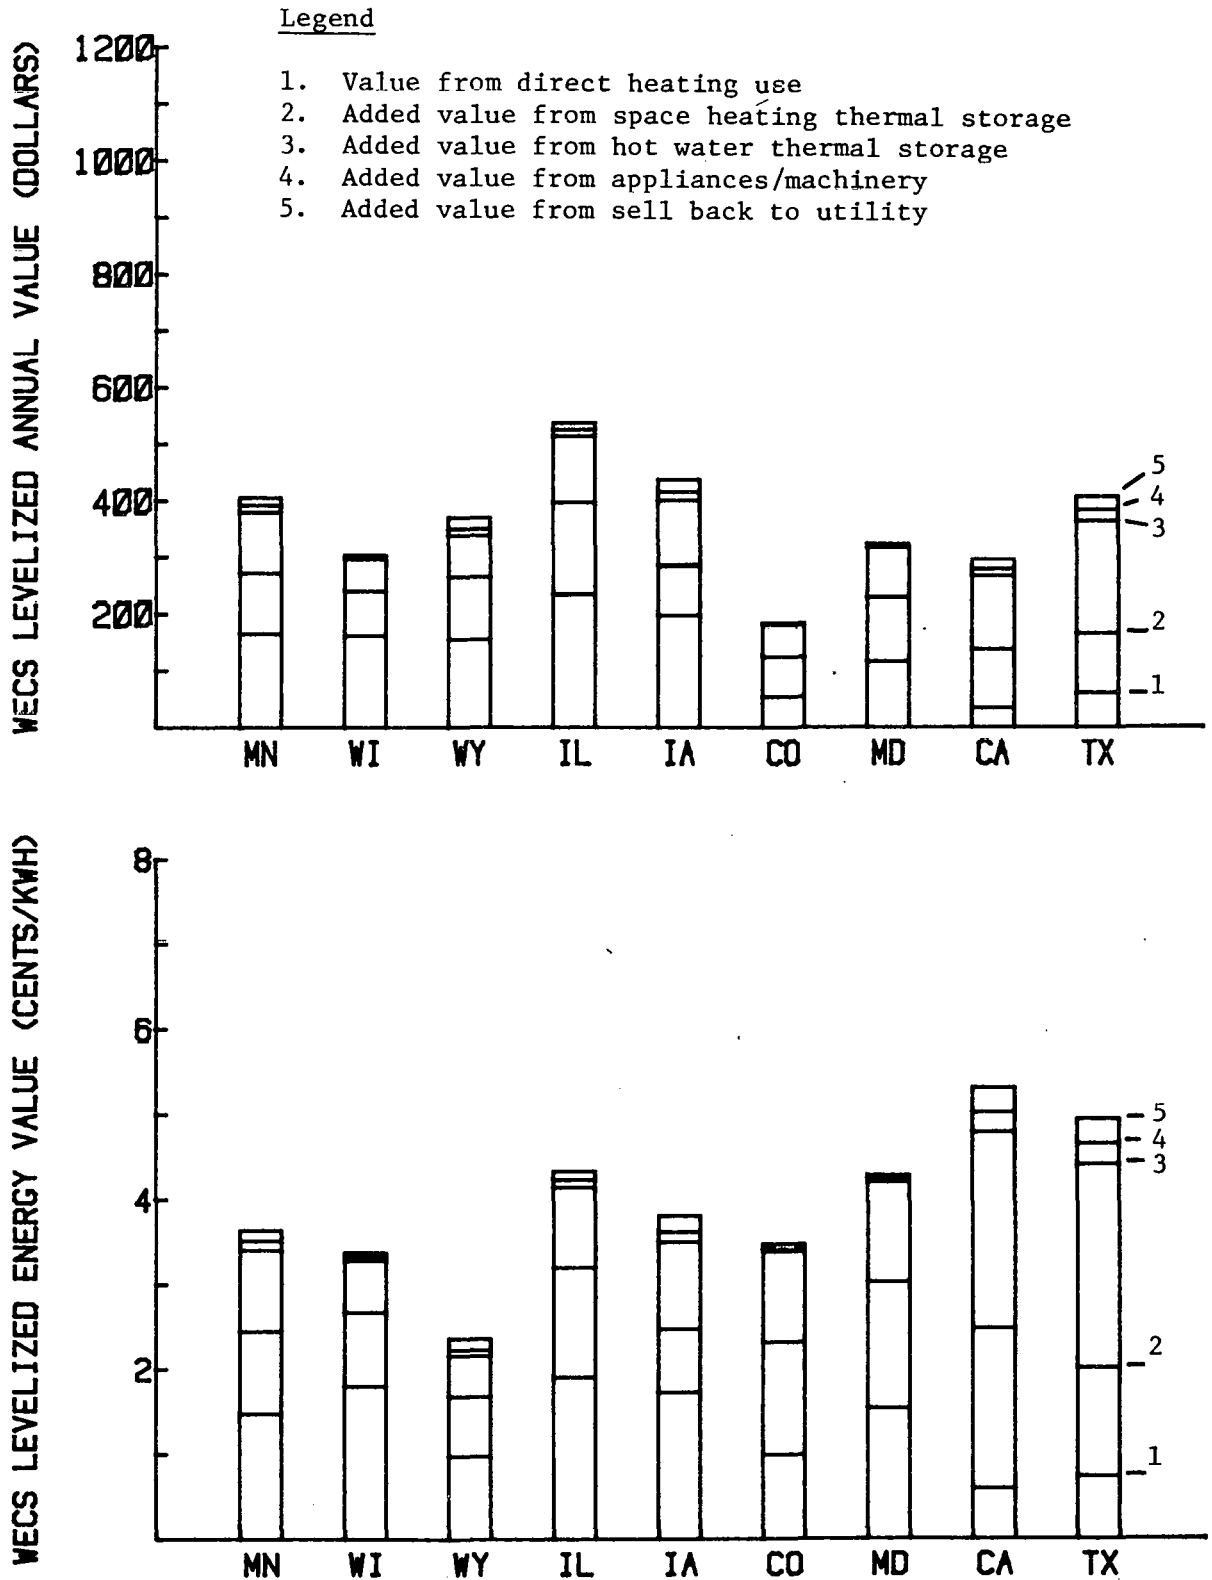 Legend
1. Value from direct heating use
2. Added value from space heating thermal storage
3. Added value from hot water thermal storage
4. Added value from appliances/machinery
5. Added value from sell back to utility
WECS LEVELIZED ANNUAL VALUE (DOLLARS)
1200
1000
800
600
400
200
5
4
3
2
1
MN WI WY IL IA CO MD CA TX
WECS LEVELIZED ENERGY VALUE (CENTS/KWH)
8
6
4
2
5
4
3
2
1
MN WI WY IL IA CO MD CA TX